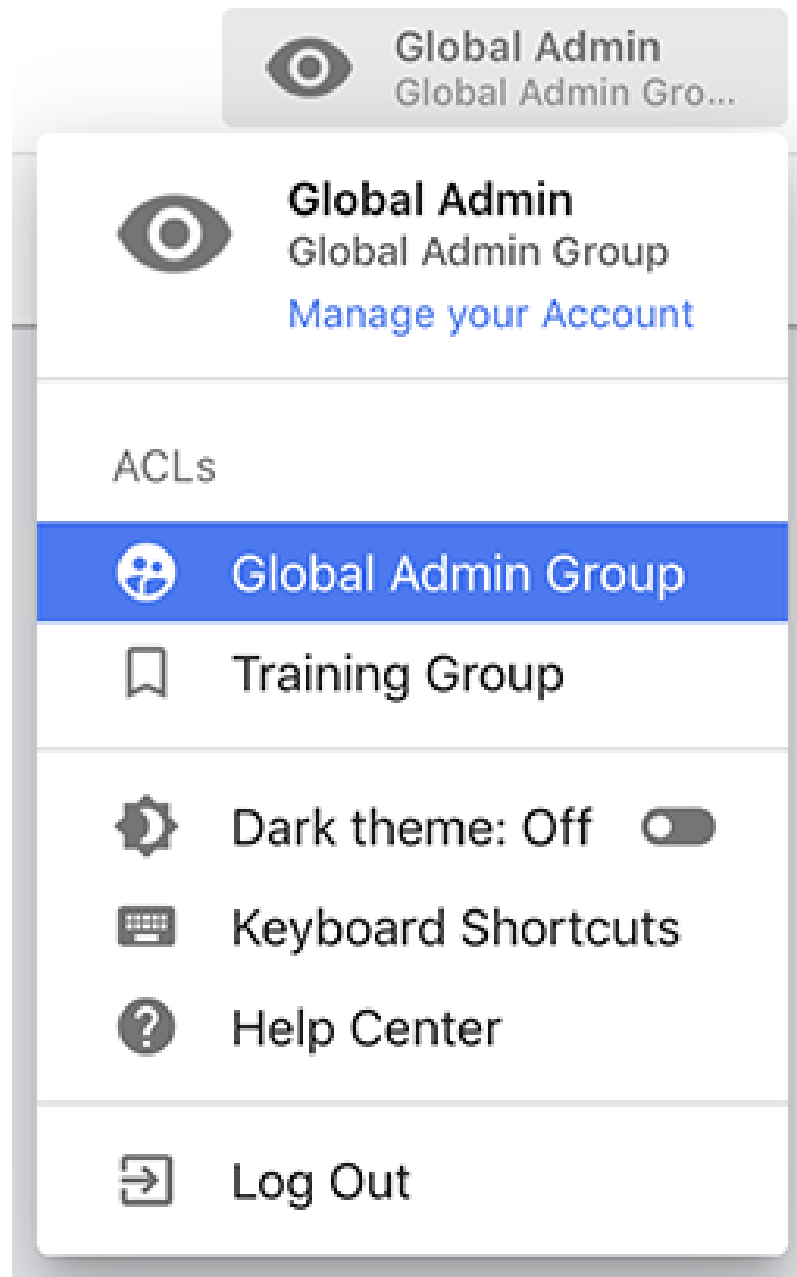 Global Admin
Global Admin Gro...
Global Admin
Global Admin Group
Manage your Account
ACLs
Global Admin Group
Training Group
Dark theme: Off
Keyboard Shortcuts
Help Center
Log Out